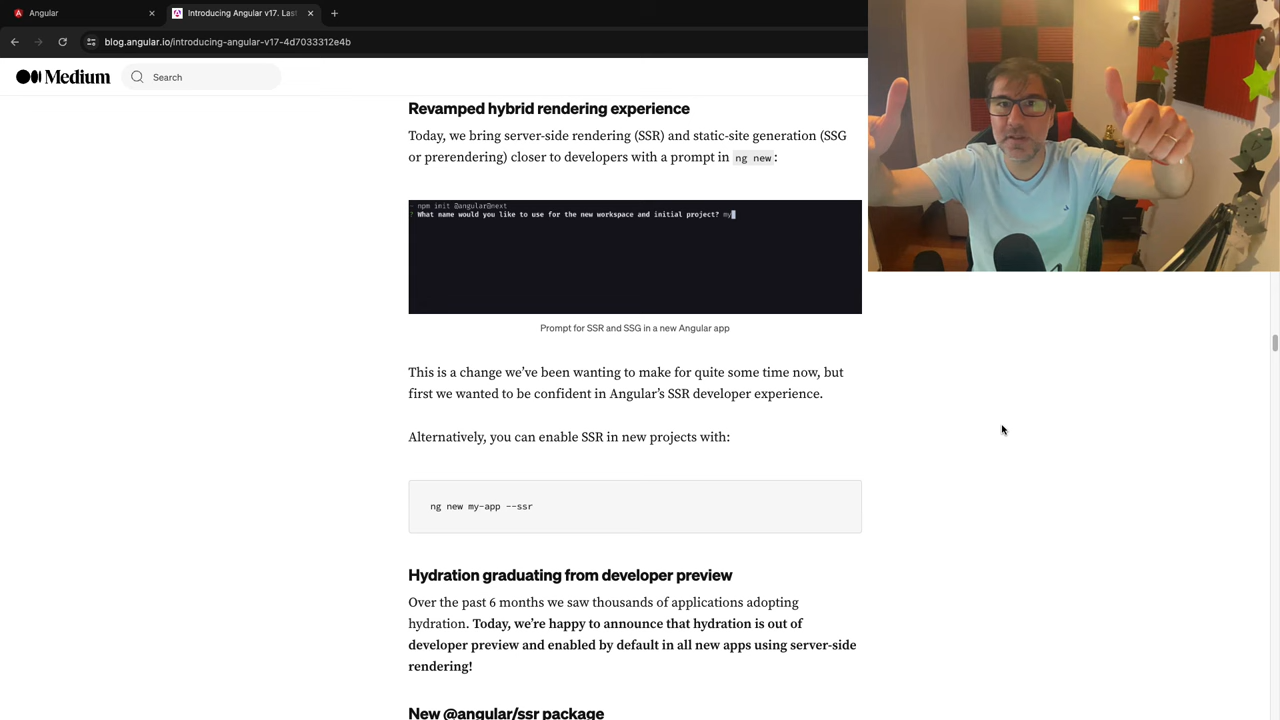 Angular
Introducing Angular v17. Last
blog.angular.io/introducing-angular-v17-4d7033312e4b
Medium
Search
Revamped hybrid rendering experience
Today, we bring server-side rendering (SSR) and static-site generation (SSG
or prerendering) closer to developers with a prompt in ng new:
~ npm init @angular@next
? What name would you like to use for the new workspace and initial project? my
Prompt for SSR and SSG in a new Angular app
This is a change we’ve been wanting to make for quite some time now, but
first we wanted to be confident in Angular’s SSR developer experience.
Alternatively, you can enable SSR in new projects with:
ng new my-app --ssr
Hydration graduating from developer preview
Over the past 6 months we saw thousands of applications adopting
hydration. Today, we’re happy to announce that hydration is out of
developer preview and enabled by default in all new apps using server-side
rendering!
New @angular/ssr package